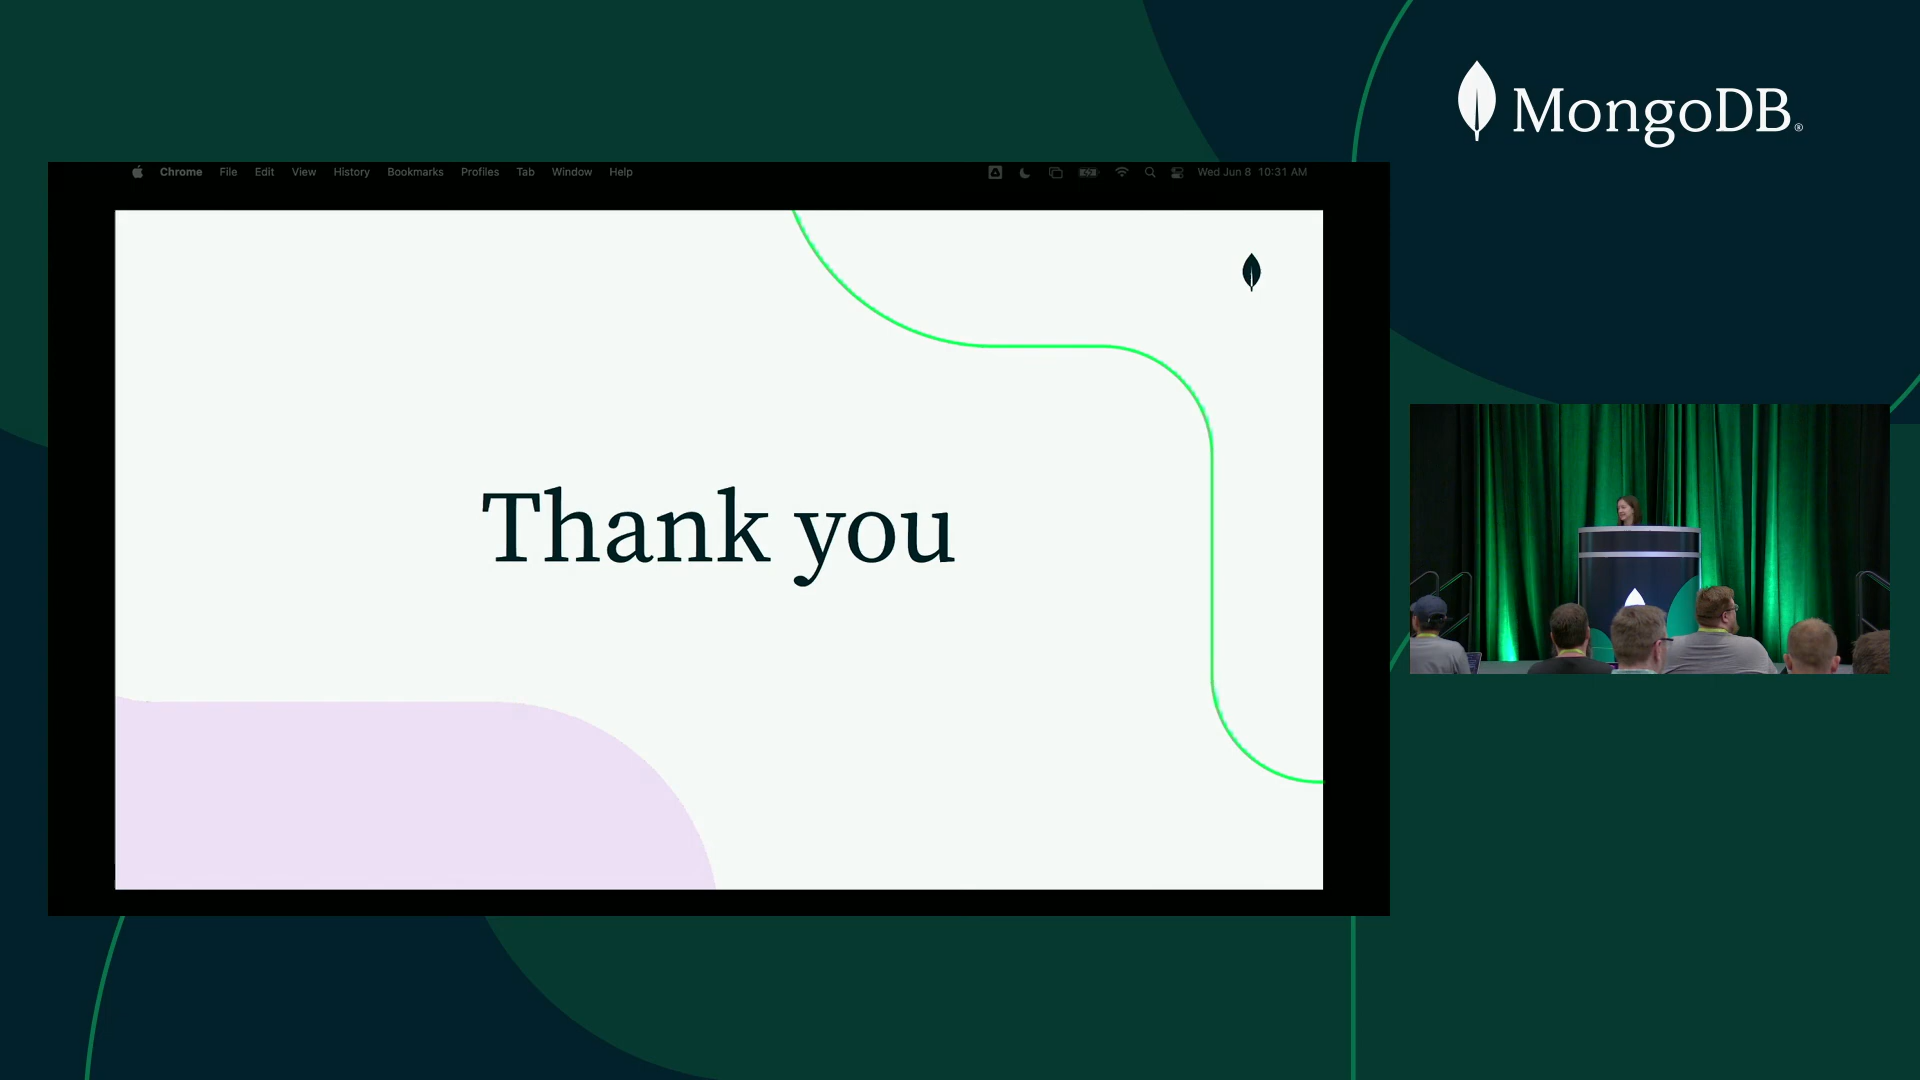 MongoDB®
Chrome File Edit View History Bookmarks Profiles Tab Window Help Wed Jun 8 10:31 AM
Thank you